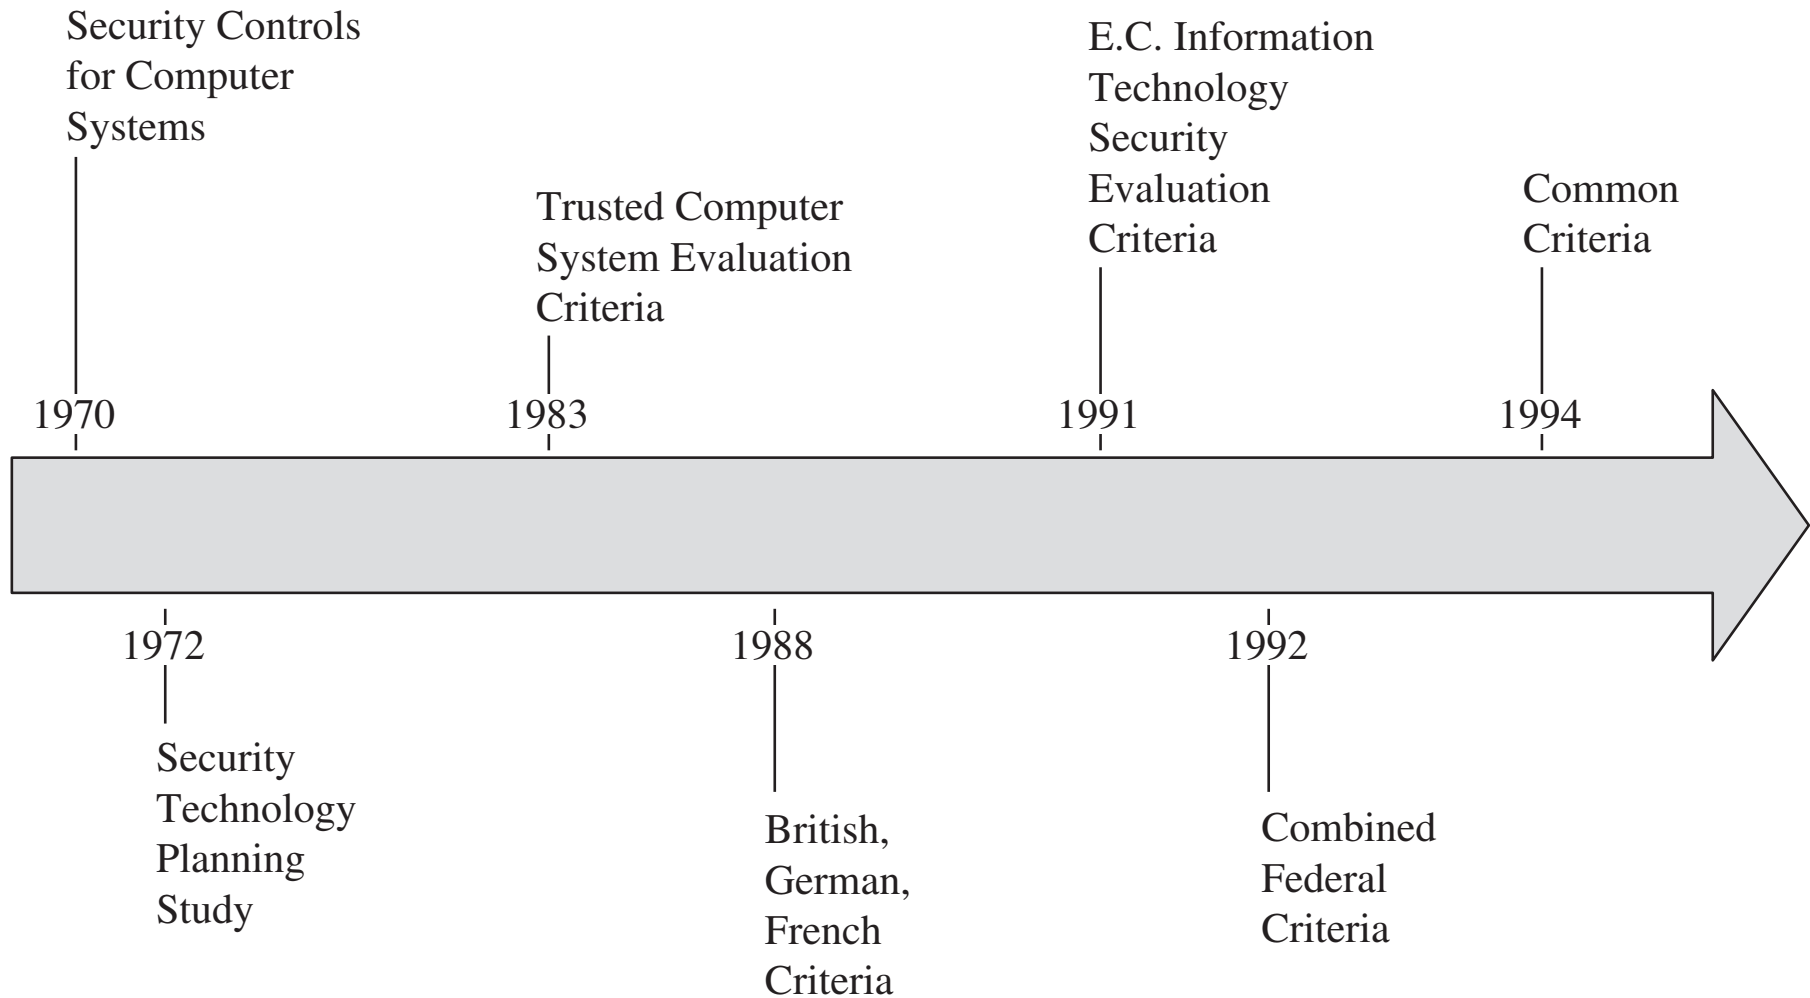 Security Controls
for Computer
Systems
1970
Trusted Computer
System Evaluation
Criteria
1983
E.C. Information
Technology
Security
Evaluation
Criteria
1991
Common
Criteria
1994
1972
Security
Technology
Planning
Study
1988
British,
German,
French
Criteria
1992
Combined
Federal
Criteria